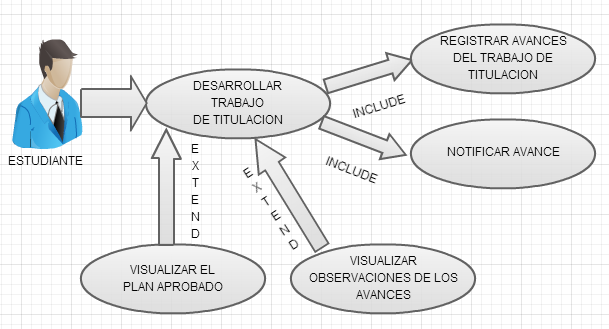 REGISTRAR AVANCES
DEL TRABAJO DE
TITULACION
DESARROLLAR
TRABAJO
DE TITULACION
INCLUDE
ESTUDIANTE
NOTIFICAR AVANCE
INCLUDE
EXTEND
EXTEND
VISUALIZAR EL
PLAN APROBADO
VISUALIZAR
OBSERVACIONES DE LOS
AVANCES